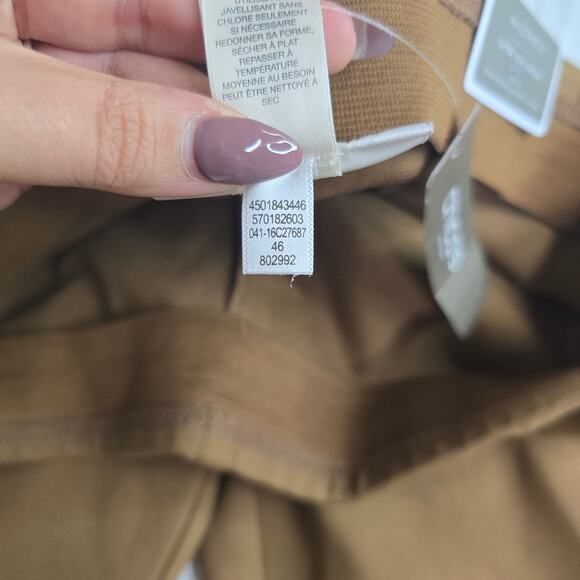 JAVELLISANT SANS
CHLORE SEULEMENT
SI NÉCESSAIRE
REDONNER SA FORME,
SÉCHER À PLAT
REPASSER À
TEMPÉRATURE
MOYENNE AU BESOIN
PEUT ÊTRE NETTOYÉ À
SEC
4501843446
570182603
041-16C27687
46
802992